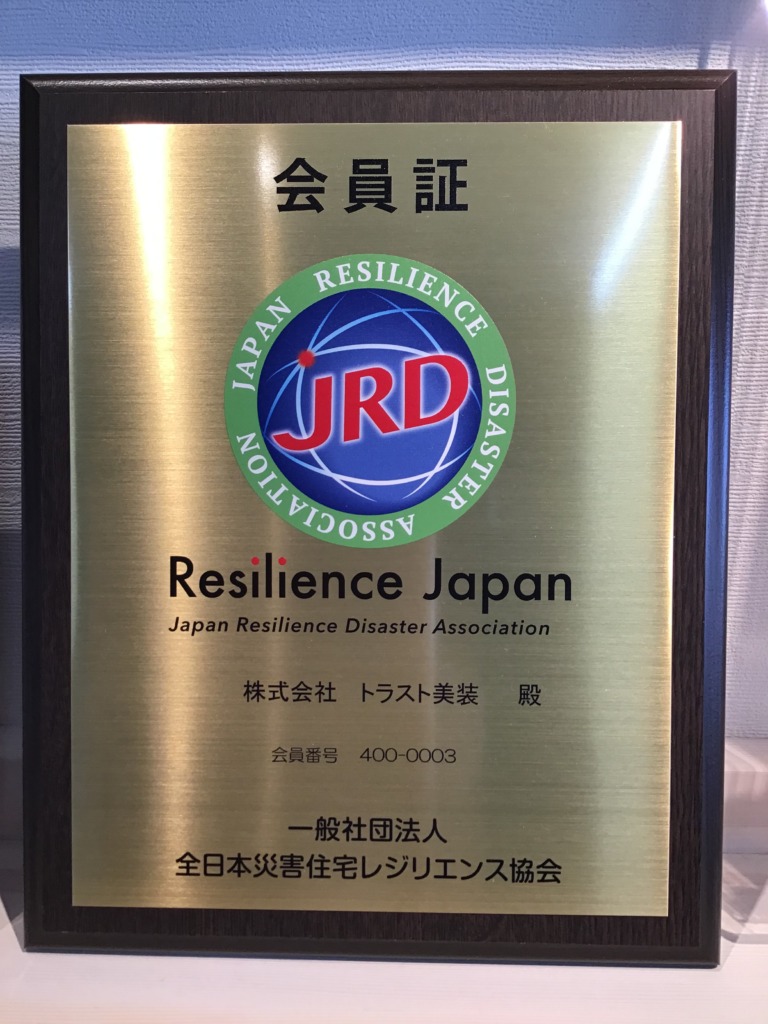 会員証
JAPAN RESILIENCE DISASTER ASSOCIATION
JRD
Resilience Japan
Japan Resilience Disaster Association
株式会社 トラスト美装 殿
会員番号 400-0003
一般社団法人
全日本災害住宅レジリエンス協会